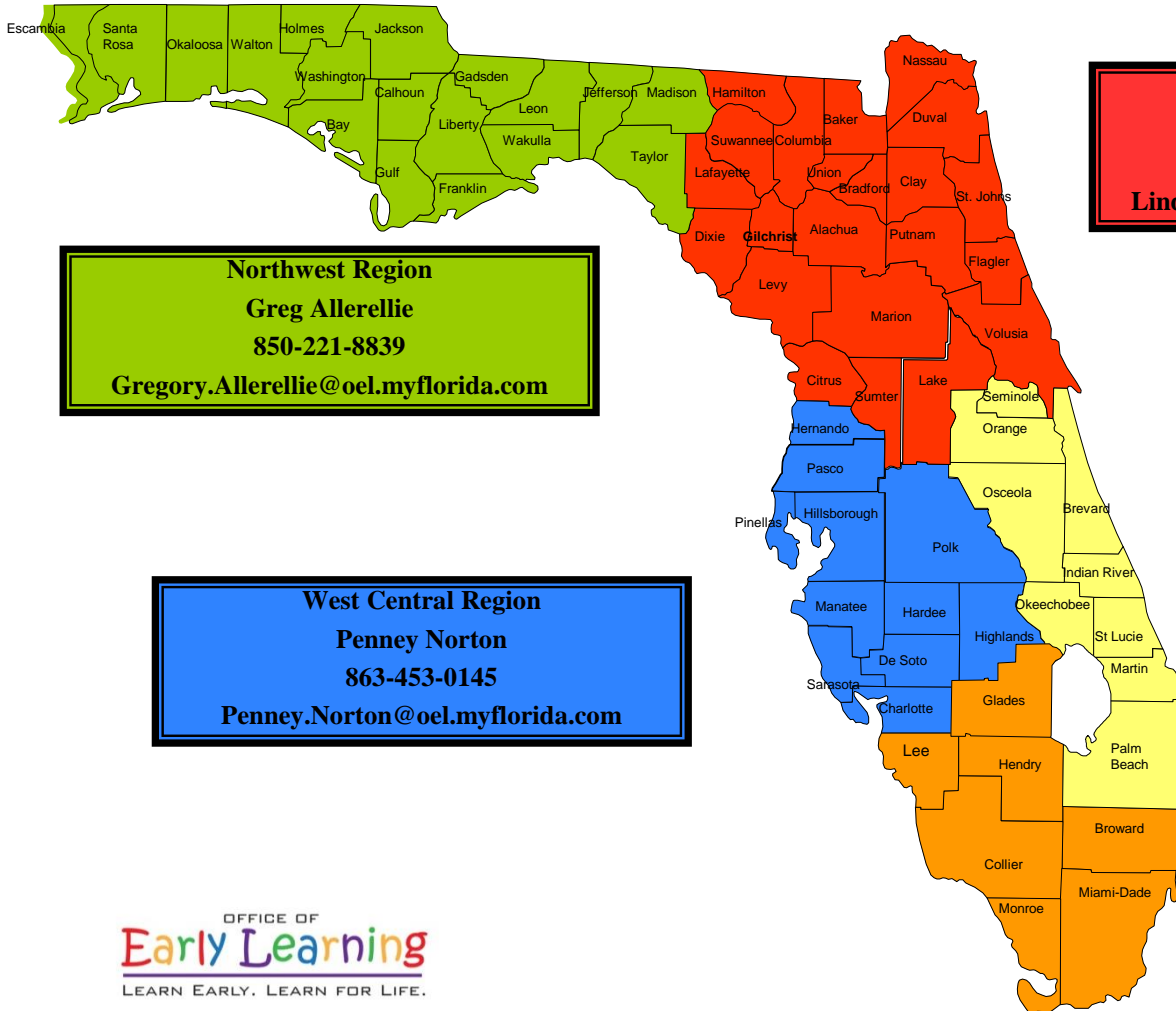 Escambia
Santa
Rosa
Okaloosa
Walton
Holmes
Jackson
Washington
Bay
Calhoun
Gulf
Gadsden
Liberty
Franklin
Leon
Wakulla
Jefferson
Madison
Taylor
Hamilton
Suwannee
Columbia
Baker
Nassau
Duval
Lafayette
Union
Bradford
Clay
St. Johns
Dixie
Gilchrist
Alachua
Putnam
Flagler
Levy
Marion
Volusia
Citrus
Sumter
Lake
Seminole
Orange
Hernando
Pasco
Osceola
Brevard
Pinellas
Hillsborough
Polk
Indian River
Manatee
Hardee
Highlands
Okeechobee
St Lucie
De Soto
Martin
Sarasota
Charlotte
Glades
Lee
Hendry
Palm
Beach
Broward
Collier
Miami-Dade
Monroe
Northwest Region
Greg Allerellie
850-221-8839
Gregory.Allerellie@oel.myflorida.com
West Central Region
Penney Norton
863-453-0145
Penney.Norton@oel.myflorida.com
OFFICE OF
Early Learning
LEARN EARLY. LEARN FOR LIFE.